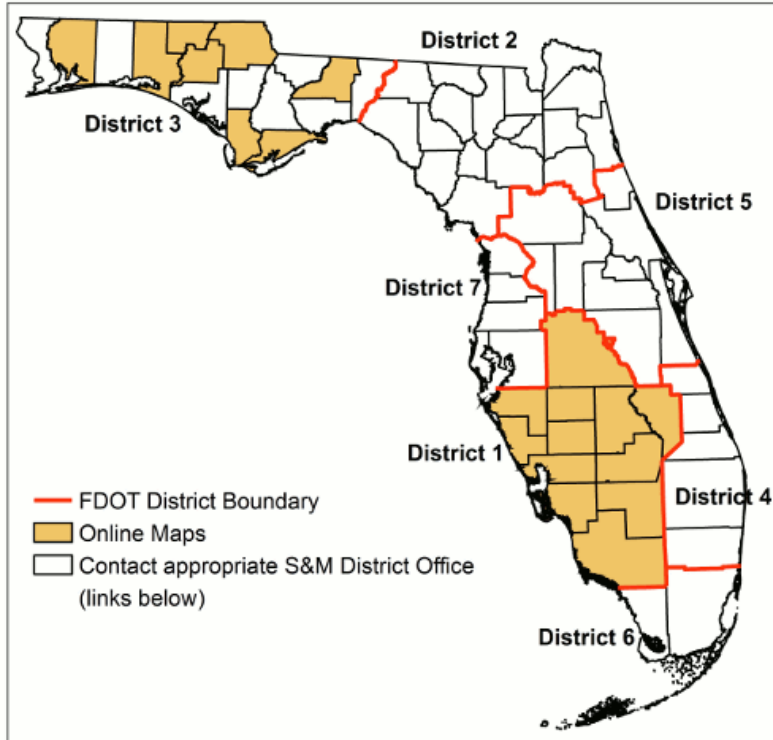 District 2
District 3
District 5
District 7
District 1
FDOT District Boundary
District 4
Online Maps
Contact appropriate S&M District Office
(links below)
District 6